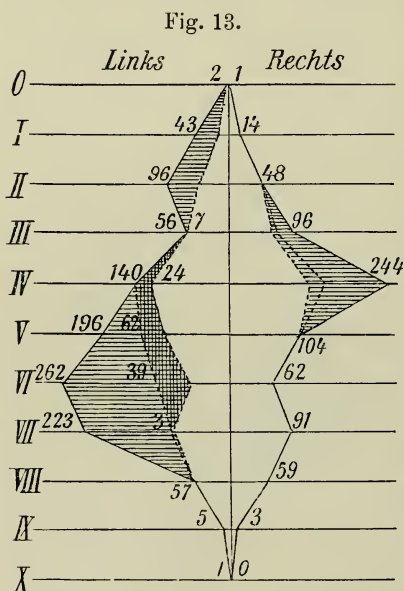 Fig. 13.
Links Rechts
0 2 1
I 43 14
II 96 48
III 56 7 96
IV 140 24 244
V 196 62 104
VI 262 39 62
VII 223 3 91
VIII 57 59
IX 5 3
X 1 0